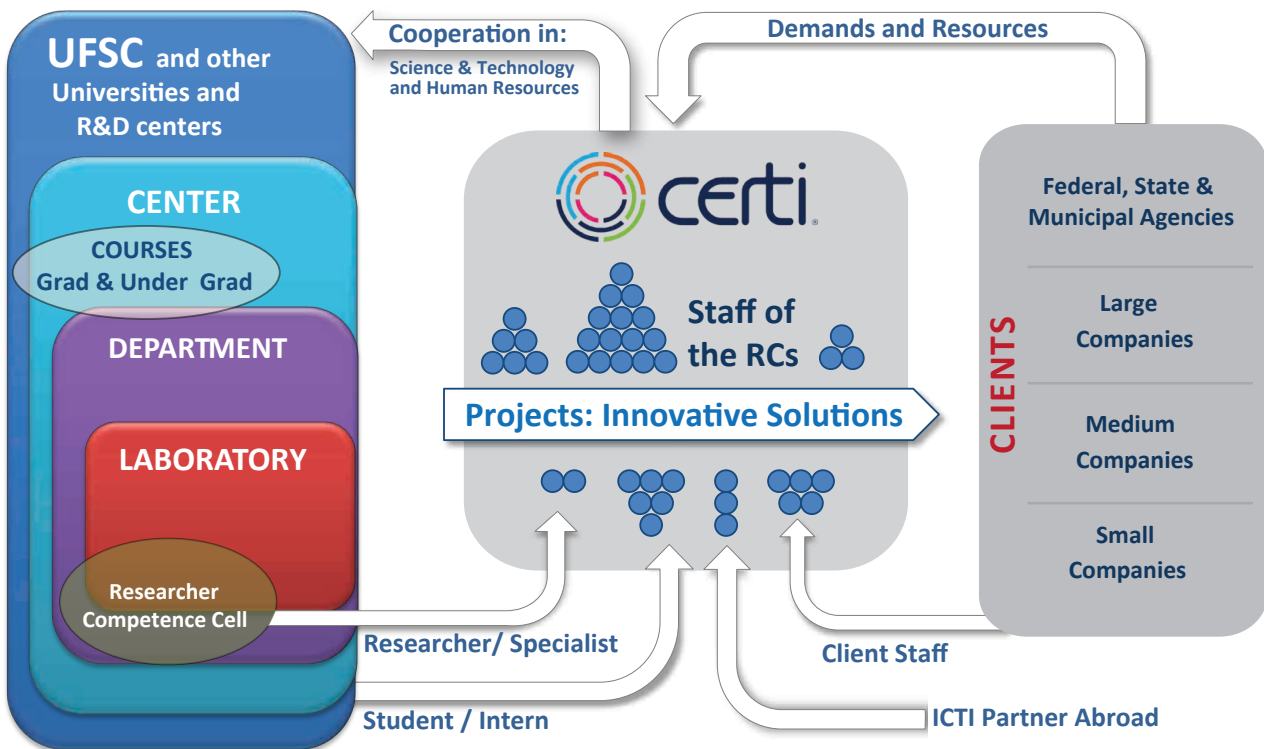 UFSC and other
Universities and
R&D centers
CENTER
COURSES
Grad & Under Grad
DEPARTMENT
LABORATORY
Researcher
Competence Cell
Cooperation in:
Science & Technology
and Human Resources
Demands and Resources
certi®
Staff of
the RCs
Projects: Innovative Solutions
CLIENTS
Federal, State &
Municipal Agencies
Large
Companies
Medium
Companies
Small
Companies
Researcher/ Specialist
Student / Intern
Client Staff
ICTI Partner Abroad